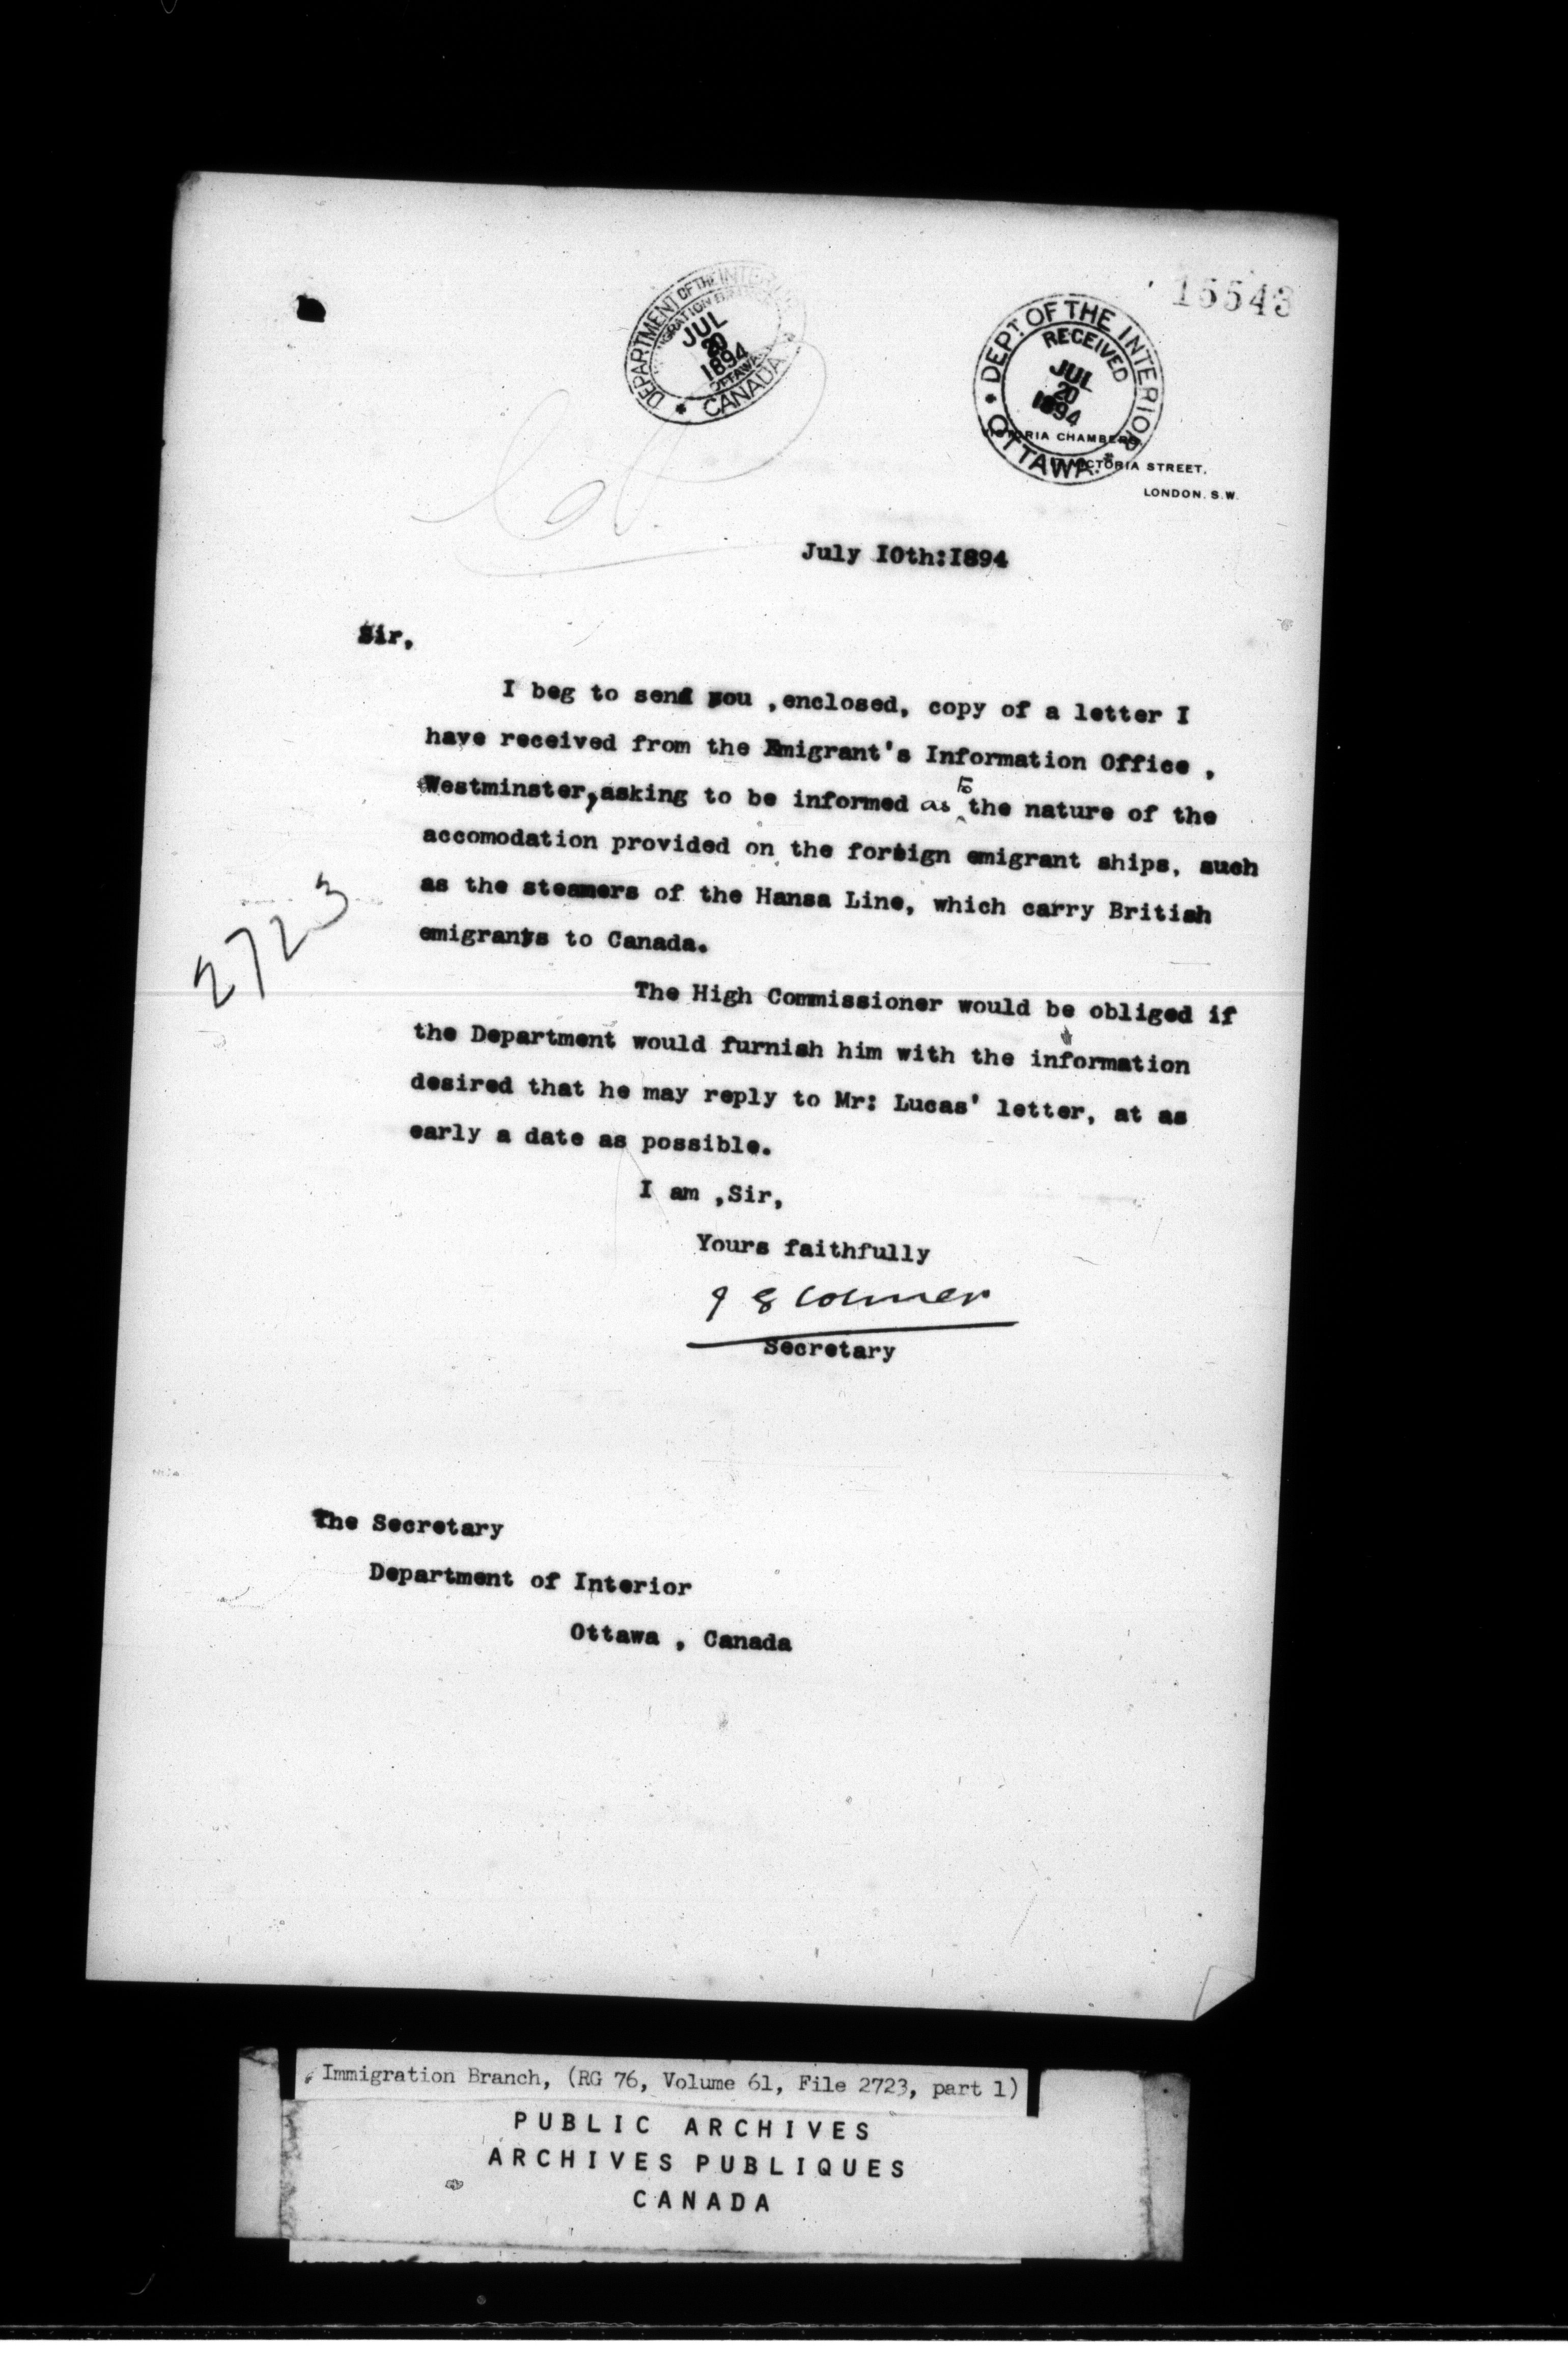 15543
DEPARTMENT OF THE INTERIOR
JUL
20
1894
OTTAWA
CANADA
DEPT. OF THE INTERIOR
RECEIVED
JUL
20
1894
OTTAWA.
VICTORIA CHAMBERS,
VICTORIA STREET,
LONDON. S.W.
July 10th:1894
Sir,
I beg to send you ,enclosed, copy of a letter I
have received from the Emigrant's Information Office ,
Westminster,asking to be informed as to the nature of the
accomodation provided on the foreign emigrant ships, such
as the steamers of the Hansa Line, which carry British
emigrants to Canada.
2723
The High Commissioner would be obliged if
the Department would furnish him with the information
desired that he may reply to Mr: Lucas' letter, at as
early a date as possible.
I am ,Sir,
Yours faithfully
J G Colmer
Secretary
The Secretary
Department of Interior
Ottawa , Canada
Immigration Branch, (RG 76, Volume 61, File 2723, part 1)
PUBLIC ARCHIVES
ARCHIVES PUBLIQUES
CANADA